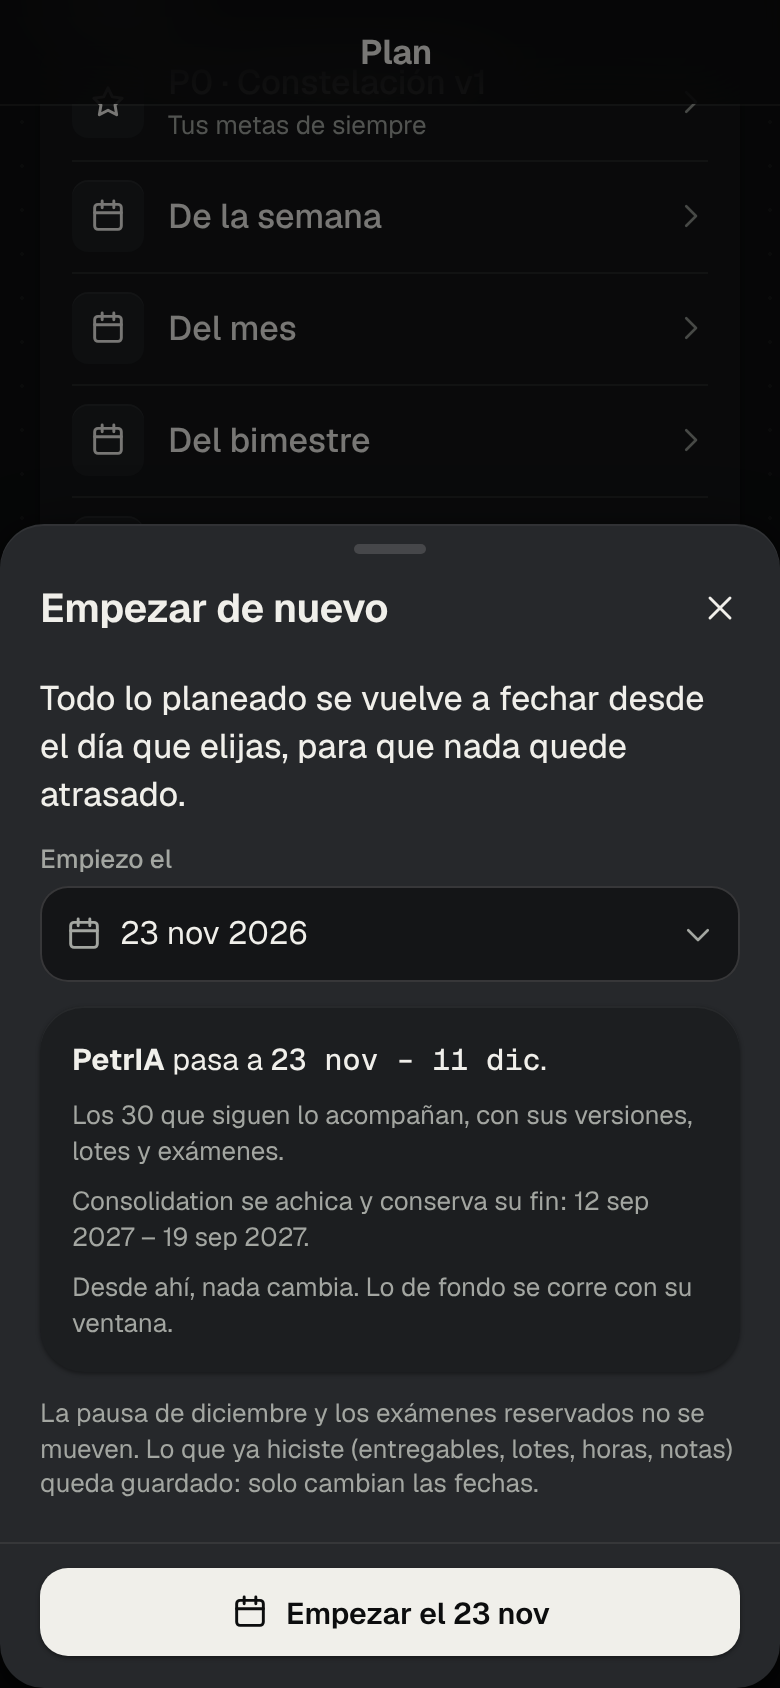 Plan
P0 · Constelación v1
Tus metas de siempre
De la semana
Del mes
Del bimestre
Empezar de nuevo
Todo lo planeado se vuelve a fechar desde
el día que elijas, para que nada quede
atrasado.
Empiezo el
23 nov 2026
PetrIA pasa a 23 nov – 11 dic.
Los 30 que siguen lo acompañan, con sus versiones,
lotes y exámenes.
Consolidation se achica y conserva su fin: 12 sep
2027 – 19 sep 2027.
Desde ahí, nada cambia. Lo de fondo se corre con su
ventana.
La pausa de diciembre y los exámenes reservados no se
mueven. Lo que ya hiciste (entregables, lotes, horas, notas)
queda guardado: solo cambian las fechas.
Empezar el 23 nov